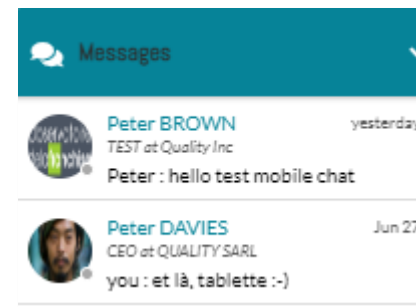 Messages
Peter BROWN yesterday
TEST at Quality Inc
Peter : hello test mobile chat
Peter DAVIES Jun 27
CEO at QUALITY SARL
you : et là, tablette :-)